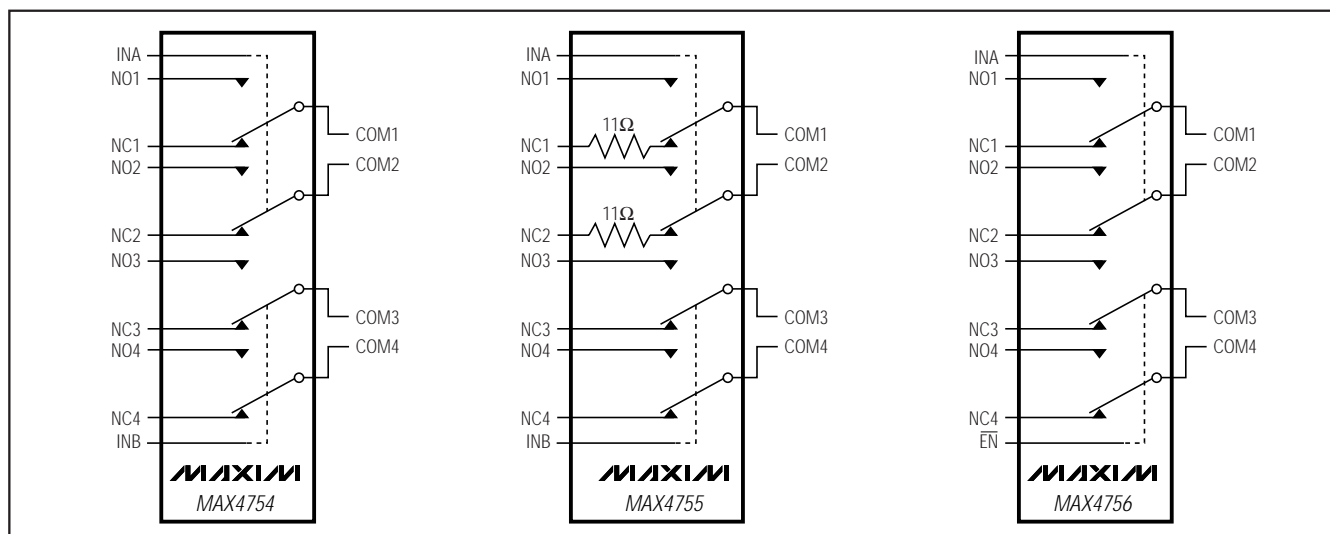 INA
NO1
NC1
NO2
NC2
NO3
NC3
NO4
NC4
INB
COM1
COM2
COM3
COM4
MAXIM
MAX4754
INA
NO1
11Ω
NC1
NO2
11Ω
NC2
NO3
NC3
NO4
NC4
INB
COM1
COM2
COM3
COM4
MAXIM
MAX4755
INA
NO1
NC1
NO2
NC2
NO3
NC3
NO4
NC4
E̅N̅
COM1
COM2
COM3
COM4
MAXIM
MAX4756